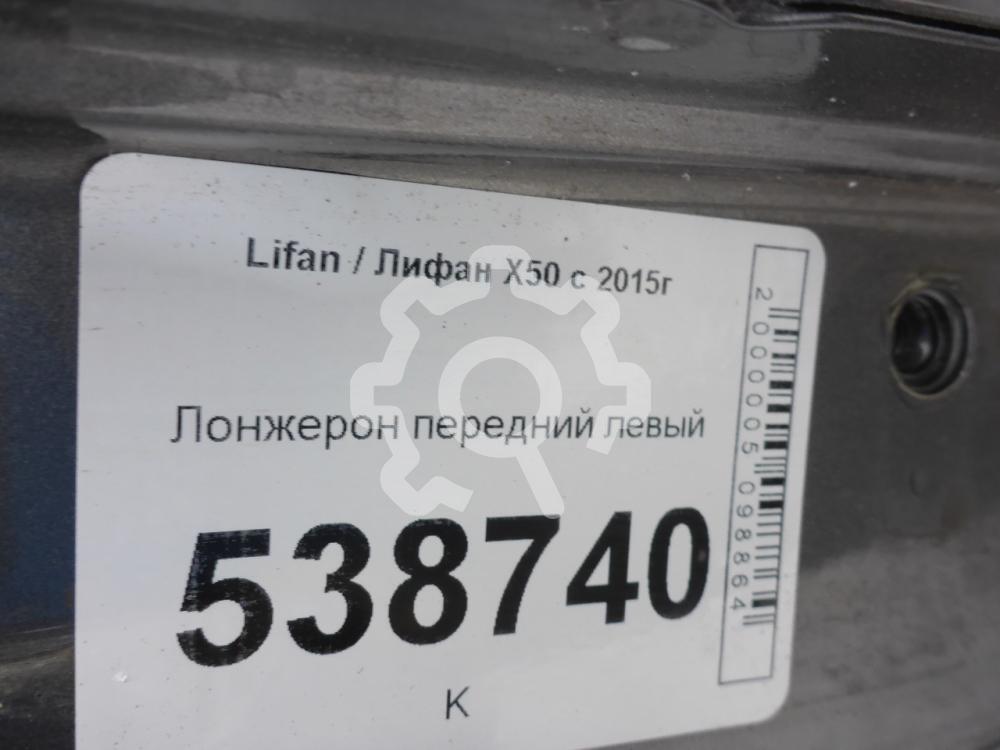 Lifan / Лифан X50 с 2015г
Лонжерон передний левый
538740
К
2000005098864